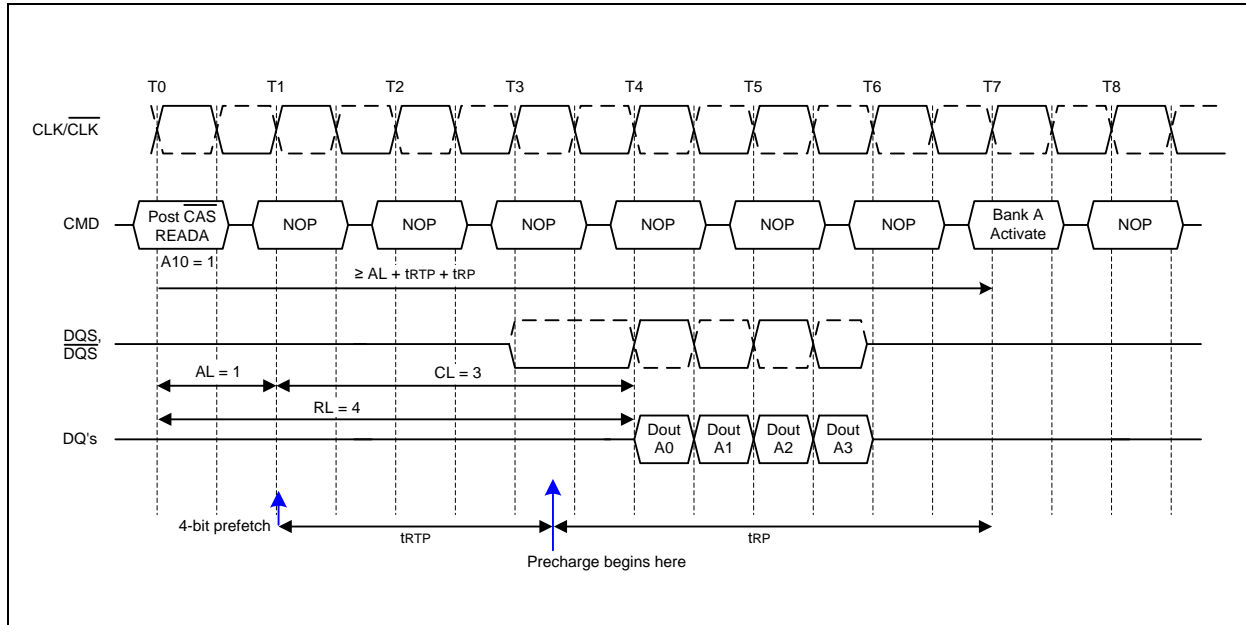 T0 T1 T2 T3 T4 T5 T6 T7 T8
CLK/CLK
CMD
Post CAS
READA
NOP NOP NOP NOP NOP NOP
Bank A
Activate
NOP
A10 = 1
≥ AL + tRTP + tRP
DQS,
DQS
AL = 1
CL = 3
RL = 4
DQ's
Dout
A0
Dout
A1
Dout
A2
Dout
A3
4-bit prefetch
tRTP
tRP
Precharge begins here